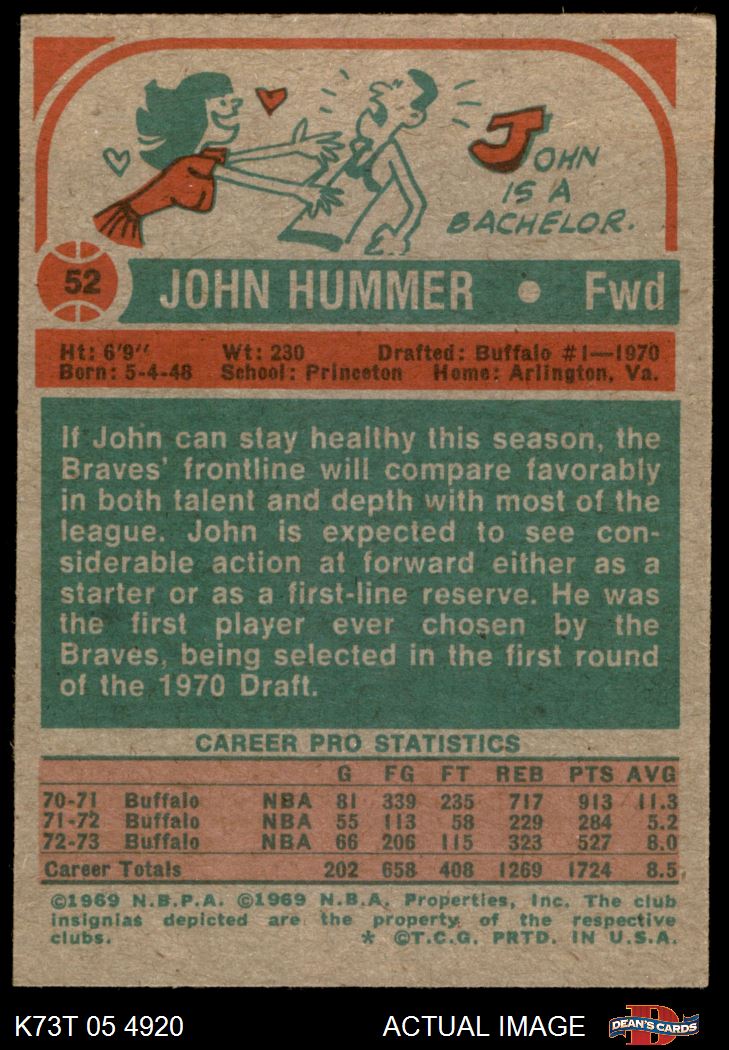 JOHN
IS A
BACHELOR.
52
JOHN HUMMER • Fwd
Ht: 6'9" Wt: 230 Drafted: Buffalo #1—1970
Born: 5-4-48 School: Princeton Home: Arlington, Va.
If John can stay healthy this season, the
Braves' frontline will compare favorably
in both talent and depth with most of the
league. John is expected to see con-
siderable action at forward either as a
starter or as a first-line reserve. He was
the first player ever chosen by the
Braves, being selected in the first round
of the 1970 Draft.
CAREER PRO STATISTICS
G FG FT REB PTS AVG
70-71 Buffalo NBA 81 339 235 717 913 11.3
71-72 Buffalo NBA 55 113 58 229 284 5.2
72-73 Buffalo NBA 66 206 115 323 527 8.0
Career Totals 202 658 408 1269 1724 8.5
©1969 N.B.P.A. ©1969 N.B.A. Properties, Inc. The club
insignias depicted are the property of the respective
clubs. * ©T.C.G. PRTD. IN U.S.A.
K73T 05 4920 ACTUAL IMAGE DEAN'S CARDS